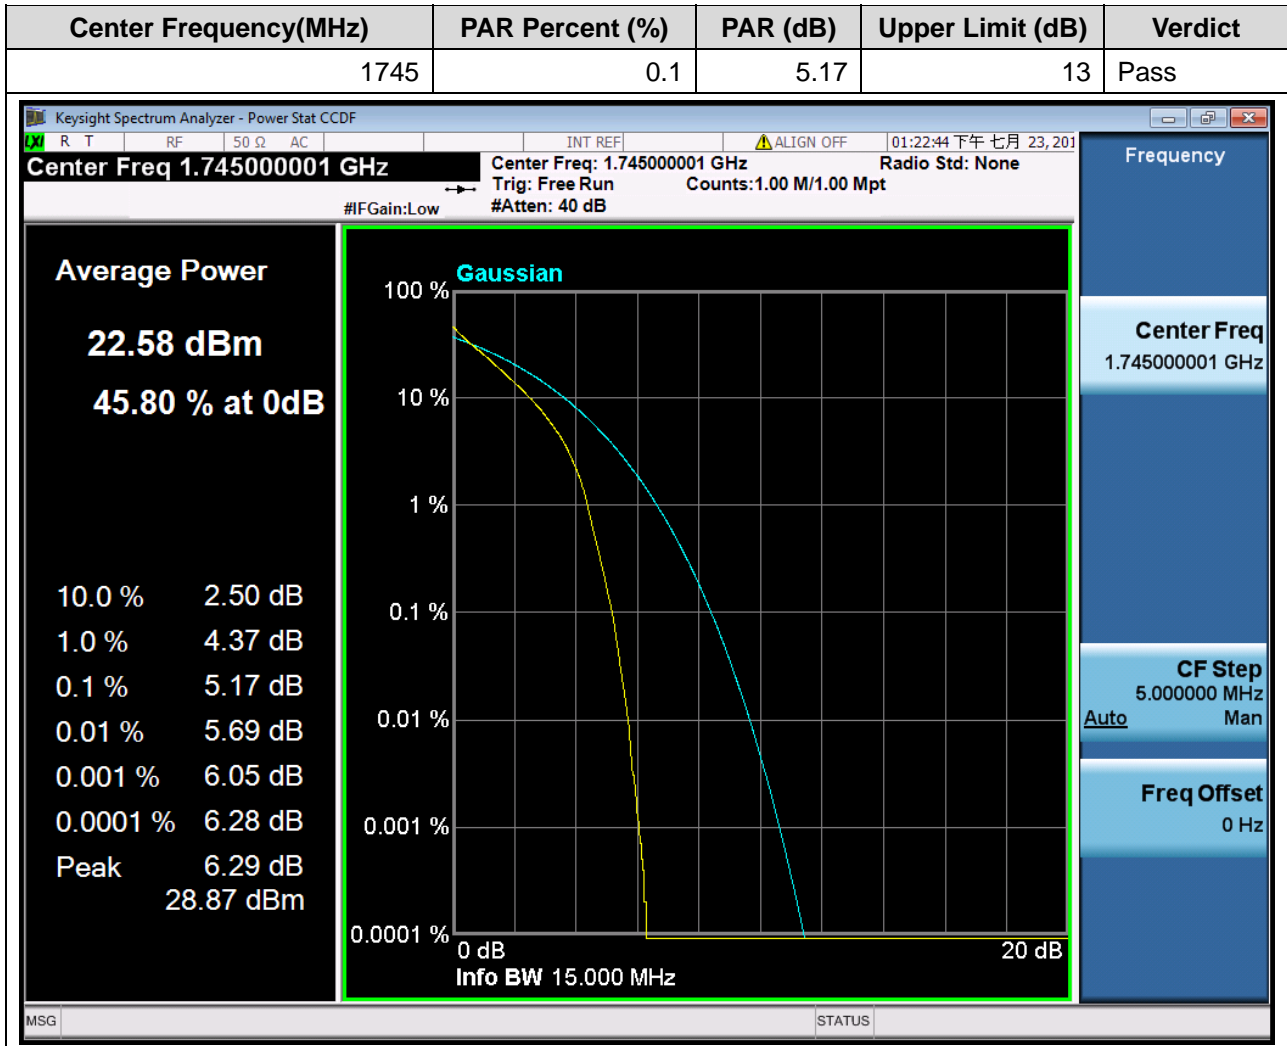 Center Frequency(MHz) PAR Percent (%) PAR (dB) Upper Limit (dB) Verdict
1745 0.1 5.17 13 Pass
Keysight Spectrum Analyzer - Power Stat CCDF
LXI R T RF 50 Ω AC INT REF ALIGN OFF 01:22:44 下午 七月 23, 201
Center Freq 1.745000001 GHz
Center Freq: 1.745000001 GHz Radio Std: None
Trig: Free Run Counts:1.00 M/1.00 Mpt
#IFGain:Low #Atten: 40 dB
Average Power
22.58 dBm
45.80 % at 0dB
10.0 % 2.50 dB
1.0 % 4.37 dB
0.1 % 5.17 dB
0.01 % 5.69 dB
0.001 % 6.05 dB
0.0001 % 6.28 dB
Peak 6.29 dB
28.87 dBm
Gaussian
100 %
10 %
1 %
0.1 %
0.01 %
0.001 %
0.0001 %
0 dB 20 dB
Info BW 15.000 MHz
Frequency
Center Freq
1.745000001 GHz
CF Step
5.000000 MHz
Auto Man
Freq Offset
0 Hz
MSG STATUS